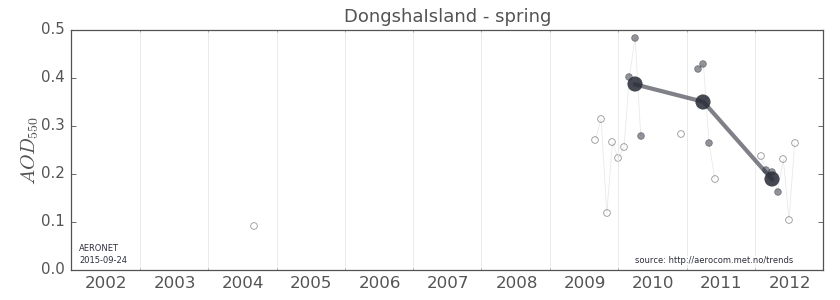 DongshaIsland - spring
0.5
0.4
0.3
0.2
0.1
0.0
AOD550
AERONET
2015-09-24
source: http://aerocom.met.no/trends
2002 2003 2004 2005 2006 2007 2008 2009 2010 2011 2012